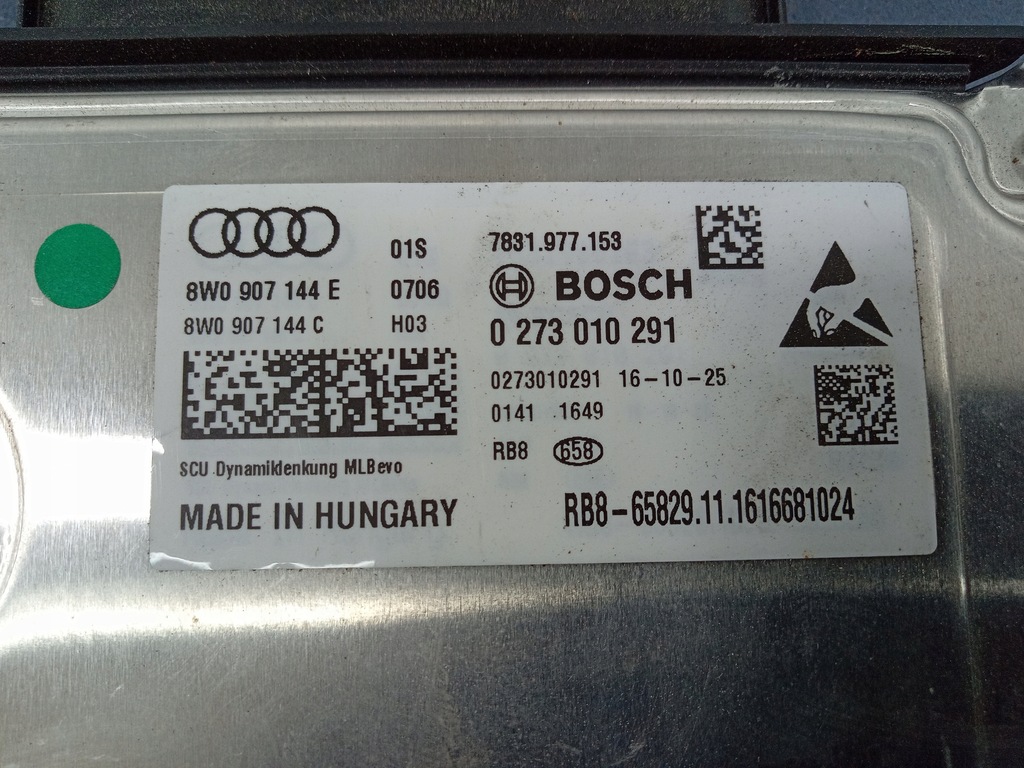 01S
8W0 907 144 E 0706
8W0 907 144 C H03
SCU Dynamiklenkung MLBevo
MADE IN HUNGARY
7831.977.153
BOSCH
0 273 010 291
0273010291 16-10-25
0141 1649
RB8 658
RB8-65829.11.1616681024